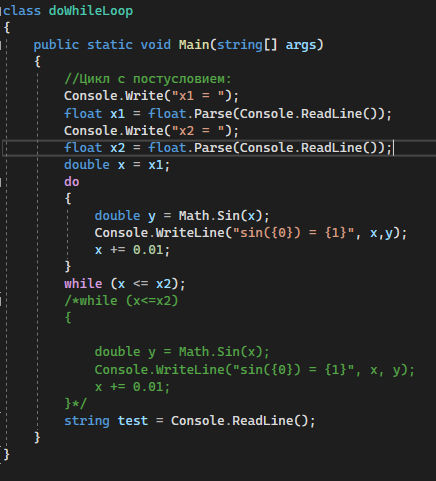 class doWhileLoop
{
public static void Main(string[] args)
{
//Цикл с постусловием:
Console.Write("x1 = ");
float x1 = float.Parse(Console.ReadLine());
Console.Write("x2 = ");
float x2 = float.Parse(Console.ReadLine());
double x = x1;
do
{
double y = Math.Sin(x);
Console.WriteLine("sin({0}) = {1}", x,y);
x += 0.01;
}
while (x <= x2);
/*while (x<=x2)
{
double y = Math.Sin(x);
Console.WriteLine("sin({0}) = {1}", x, y);
x += 0.01;
}*/
string test = Console.ReadLine();
}
}